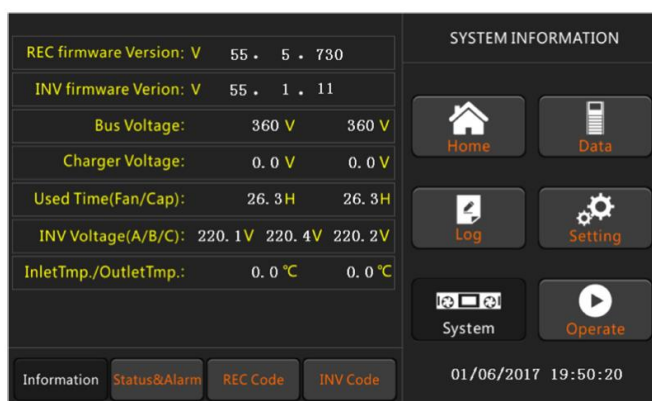 REC firmware Version: V 55. 5. 730
INV firmware Verion: V 55. 1. 11
Bus Voltage: 360 V 360 V
Charger Voltage: 0.0 V 0.0 V
Used Time(Fan/Cap): 26.3H 26.3H
INV Voltage(A/B/C): 220.1V 220.4V 220.2V
InletTmp./OutletTmp.: 0.0 ℃ 0.0 ℃
Information Status&Alarm REC Code INV Code
SYSTEM INFORMATION
Home Data
Log Setting
System Operate
01/06/2017 19:50:20